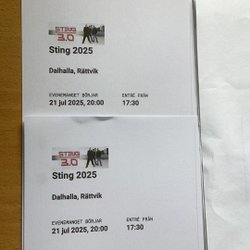 STING
3.0
Sting 2025
Dalhalla, Rättvik
EVENEMANGET BÖRJAR ENTRÉ FRÅN
21 jul 2025, 20:00 17:30
STING
3.0
Sting 2025
Dalhalla, Rättvik
EVENEMANGET BÖRJAR ENTRÉ FRÅN
21 jul 2025, 20:00 17:30